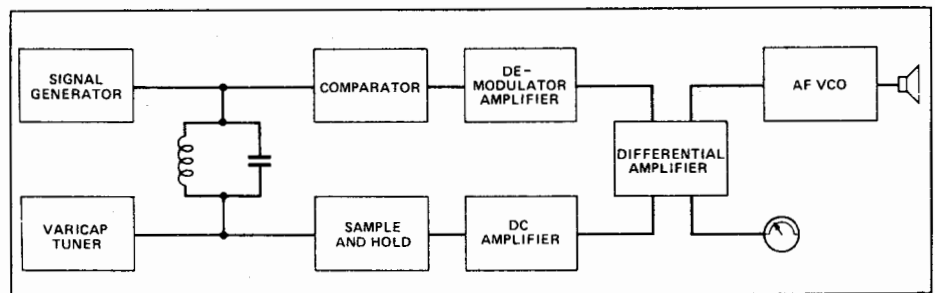 SIGNAL
GENERATOR
COMPARATOR
DE-
MODULATOR
AMPLIFIER
AF VCO
DIFFERENTIAL
AMPLIFIER
VARICAP
TUNER
SAMPLE
AND HOLD
DC
AMPLIFIER